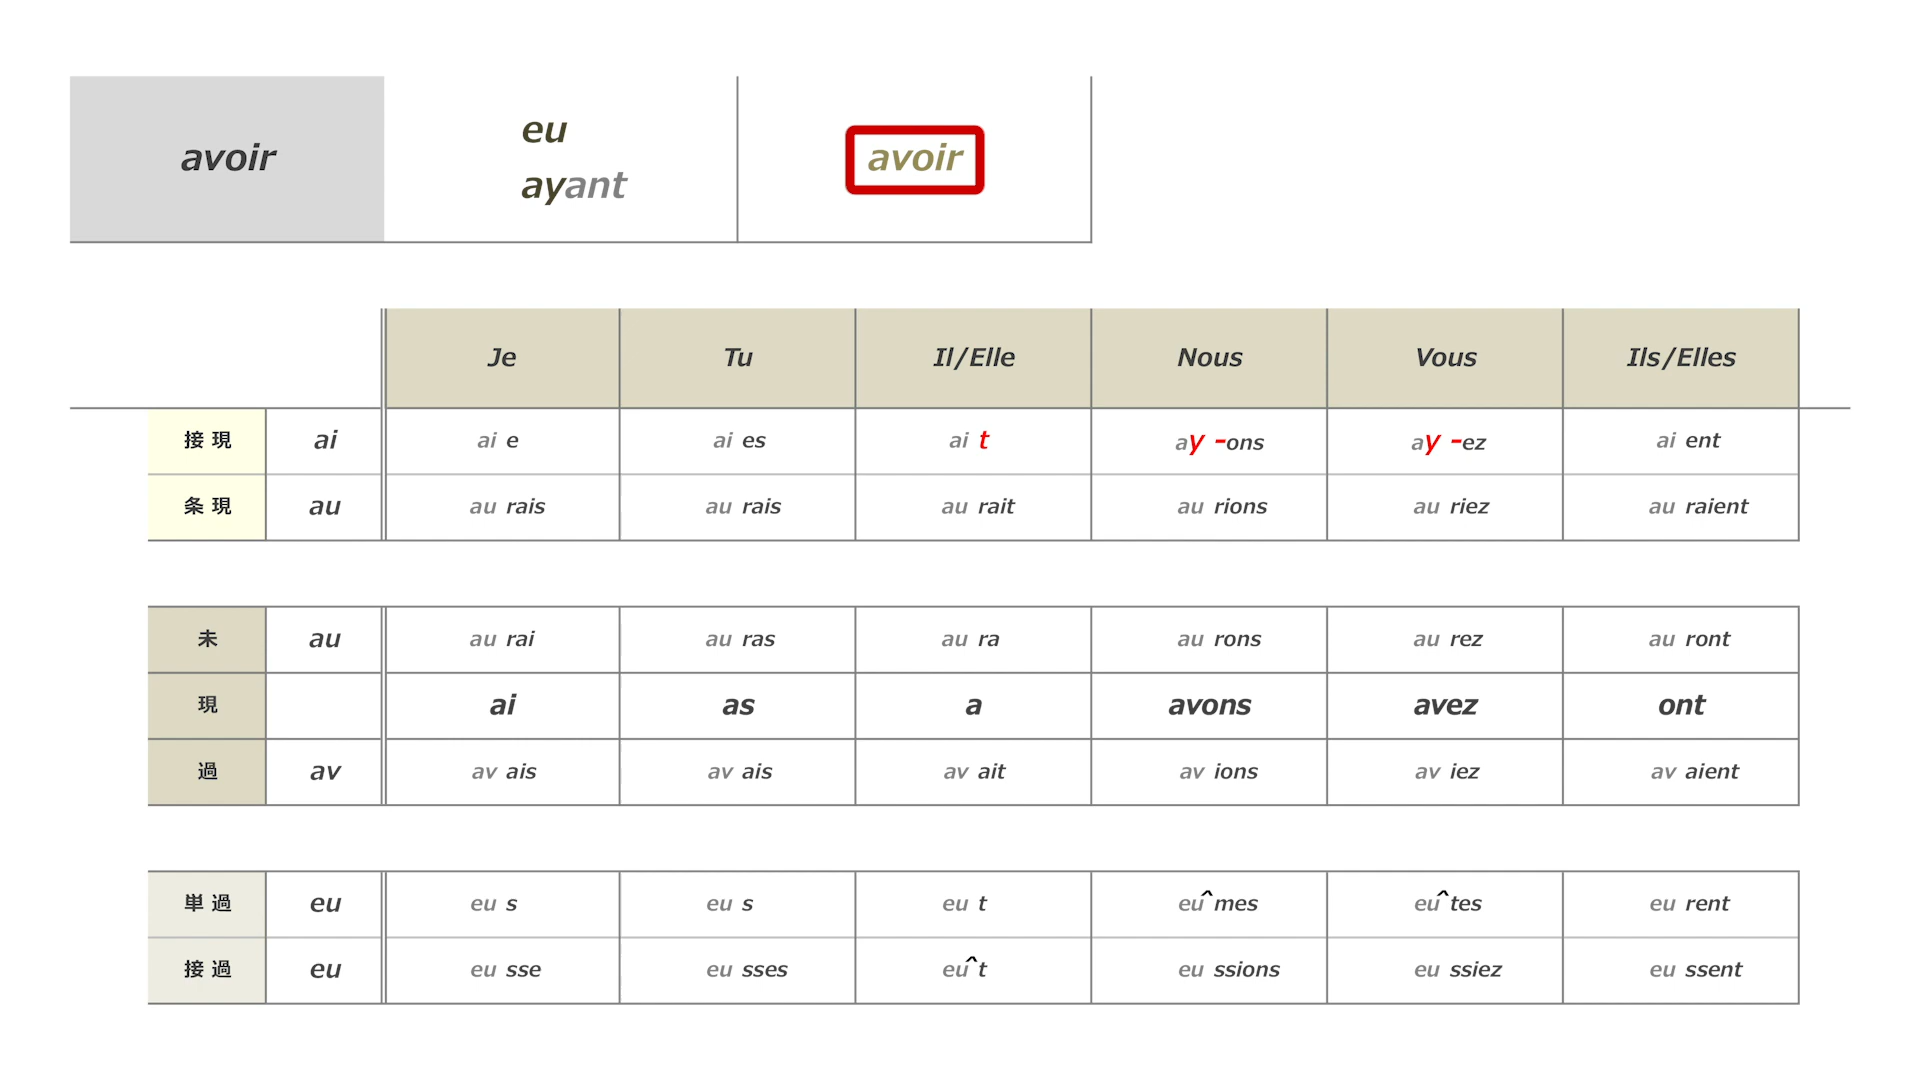 avoir
eu
ayant
avoir
Je Tu Il/Elle Nous Vous Ils/Elles
接 現 ai ai e ai es ai t ay -ons ay -ez ai ent
条 現 au au rais au rais au rait au rions au riez au raient
未 au au rai au ras au ra au rons au rez au ront
現 ai as a avons avez ont
過 av av ais av ais av ait av ions av iez av aient
単 過 eu eu s eu s eu t eu^mes eu^tes eu rent
接 過 eu eu sse eu sses eu^t eu ssions eu ssiez eu ssent